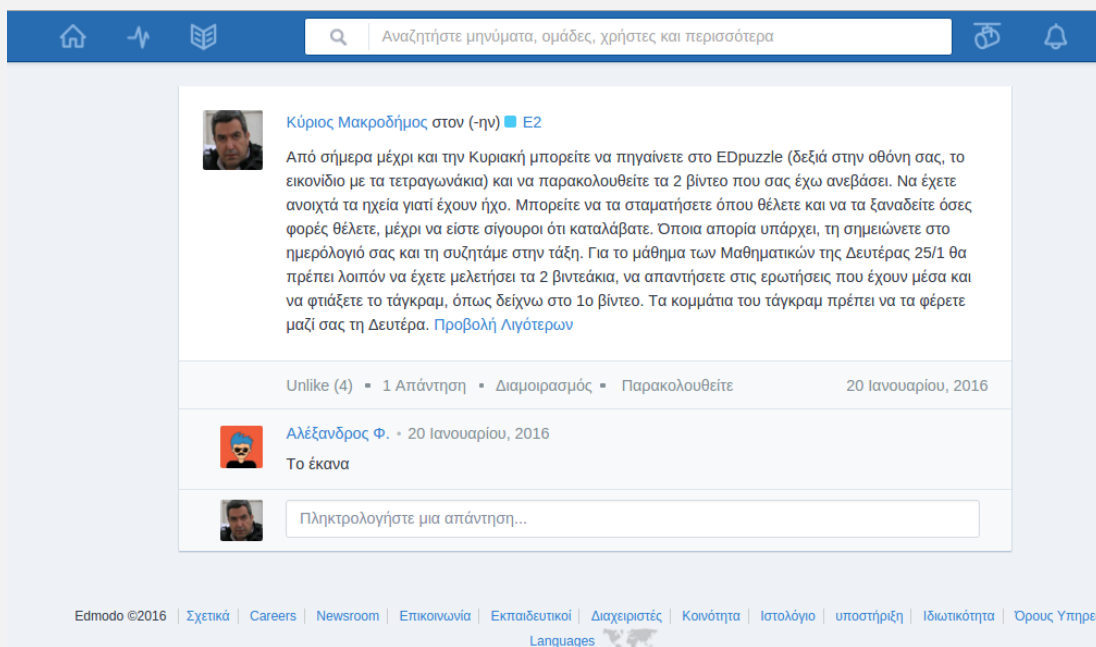 Αναζητήστε μηνύματα, ομάδες, χρήστες και περισσότερα
Κύριος Μακροδήμος στον (-ην) Ε2
Από σήμερα μέχρι και την Κυριακή μπορείτε να πηγαίνετε στο EDpuzzle (δεξιά στην οθόνη σας, το
εικονίδιο με τα τετραγωνάκια) και να παρακολουθείτε τα 2 βίντεο που σας έχω ανεβάσει. Να έχετε
ανοιχτά τα ηχεία γιατί έχουν ήχο. Μπορείτε να τα σταματήσετε όπου θέλετε και να τα ξαναδείτε όσες
φορές θέλετε, μέχρι να είστε σίγουροι ότι καταλάβατε. Όποια απορία υπάρχει, τη σημειώνετε στο
ημερόλογιό σας και τη συζητάμε στην τάξη. Για το μάθημα των Μαθηματικών της Δευτέρας 25/1 θα
πρέπει λοιπόν να έχετε μελετήσει τα 2 βιντεάκια, να απαντήσετε στις ερωτήσεις που έχουν μέσα και
να φτιάξετε το τάγκραμ, όπως δείχνω στο 1ο βίντεο. Τα κομμάτια του τάγκραμ πρέπει να τα φέρετε
μαζί σας τη Δευτέρα. Προβολή Λιγότερων
Unlike (4) ▪ 1 Απάντηση ▪ Διαμοιρασμός ▪ Παρακολουθείτε 20 Ιανουαρίου, 2016
Αλέξανδρος Φ. • 20 Ιανουαρίου, 2016
Το έκανα
Πληκτρολογήστε μια απάντηση...
Edmodo ©2016 | Σχετικά | Careers | Newsroom | Επικοινωνία | Εκπαιδευτικοί | Διαχειριστές | Κοινότητα | Ιστολόγιο | υποστήριξη | Ιδιωτικότητα | Όρους Υπηρε
Languages